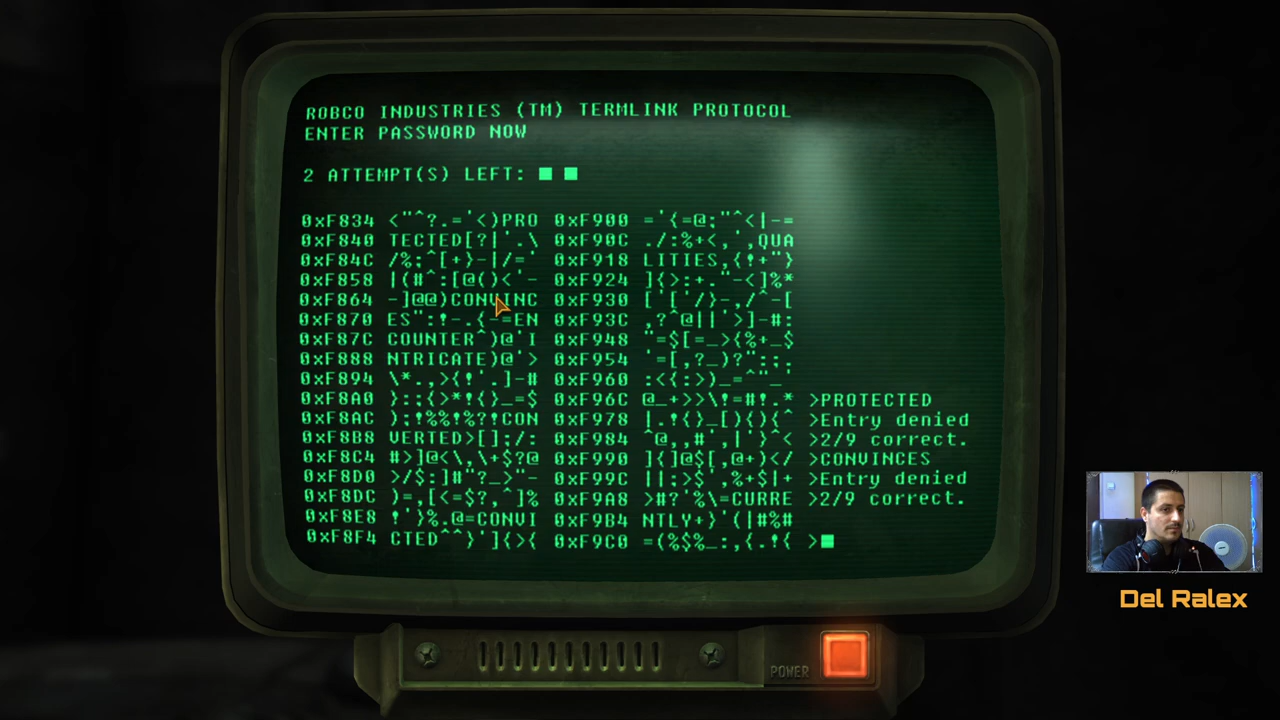 ROBCO INDUSTRIES (TM) TERMLINK PROTOCOL
ENTER PASSWORD NOW
2 ATTEMPT(S) LEFT: ■ ■
0xF834 <"^?.='<)PRO 0xF900 ='{=@;"^<|-=
0xF840 TECTED[?|'.\ 0xF90C ./:%+<,',QUA
0xF84C /%;^[+}-|/=' 0xF918 LITIES,{!+"}
0xF858 |(#^:[@()<'- 0xF924 ]{>:+."-<]%*
0xF864 -]@@)CONVINC 0xF930 ['['/}-,/^-[
0xF870 ES":!-.{-=EN 0xF93C ,?^@||'>]-#:
0xF87C COUNTER^)@'I 0xF948 "=$[=_>{%+_$
0xF888 NTRICATE)@'> 0xF954 '=[,?_)?":;;
0xF894 \*.,>{!'.]-# 0xF960 :<{:>)_=^"_'
0xF8A0 }:;{>*!{}_=$ 0xF96C @_+>>\!=#!.* >PROTECTED
0xF8AC );!%%!%?!CON 0xF978 |.!{}_[){){^ >Entry denied
0xF8B8 VERTED>[];/: 0xF984 ^@,,#',|'}^< >2/9 correct.
0xF8C4 #>]@<\,\+$?@ 0xF990 ]{]@$[,@+)</ >CONVINCES
0xF8D0 >/$:]#"?_>"- 0xF99C ||:>$',%+$|+ >Entry denied
0xF8DC )=,[<=$?,^]% 0xF9A8 >#?'%\=CURRE >2/9 correct.
0xF8E8 !'}%.@=CONVI 0xF9B4 NTLY+}'(|#%#
0xF8F4 CTED^^}']{>{ 0xF9C0 =(%$%_:,{.!{ >■
POWER
Del Ralex